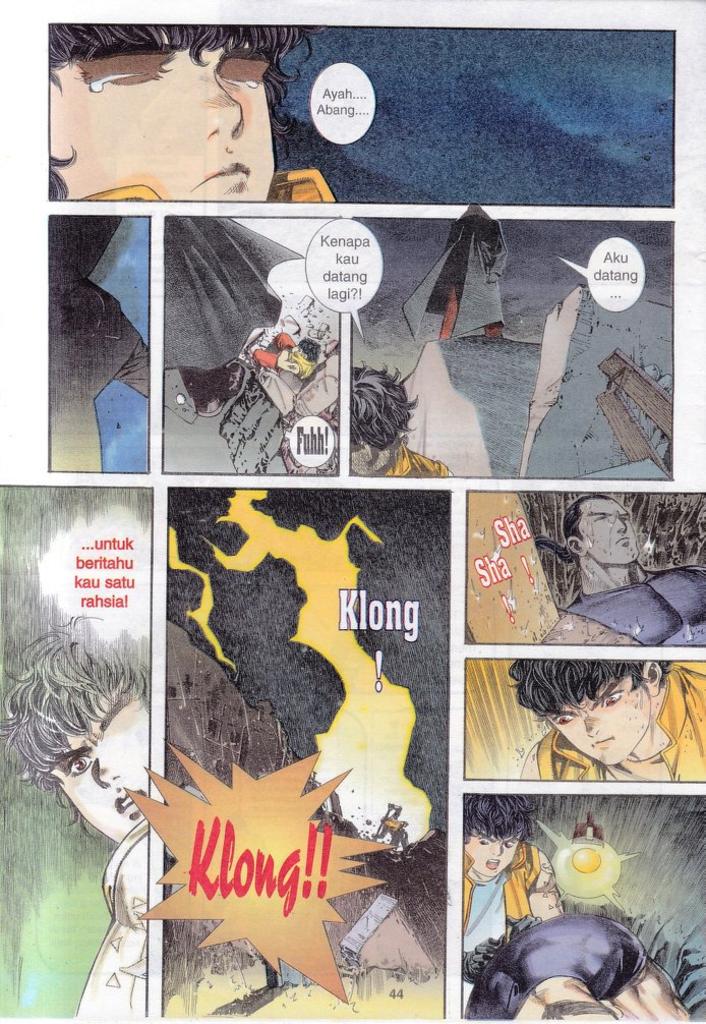 Ayah....
Abang....
Kenapa
kau
datang
lagi?!
Aku
datang
...
Fuhh!
...untuk
beritahu
kau satu
rahsia!
Klong
!
Klong!!
Sha
Sha !
!
44